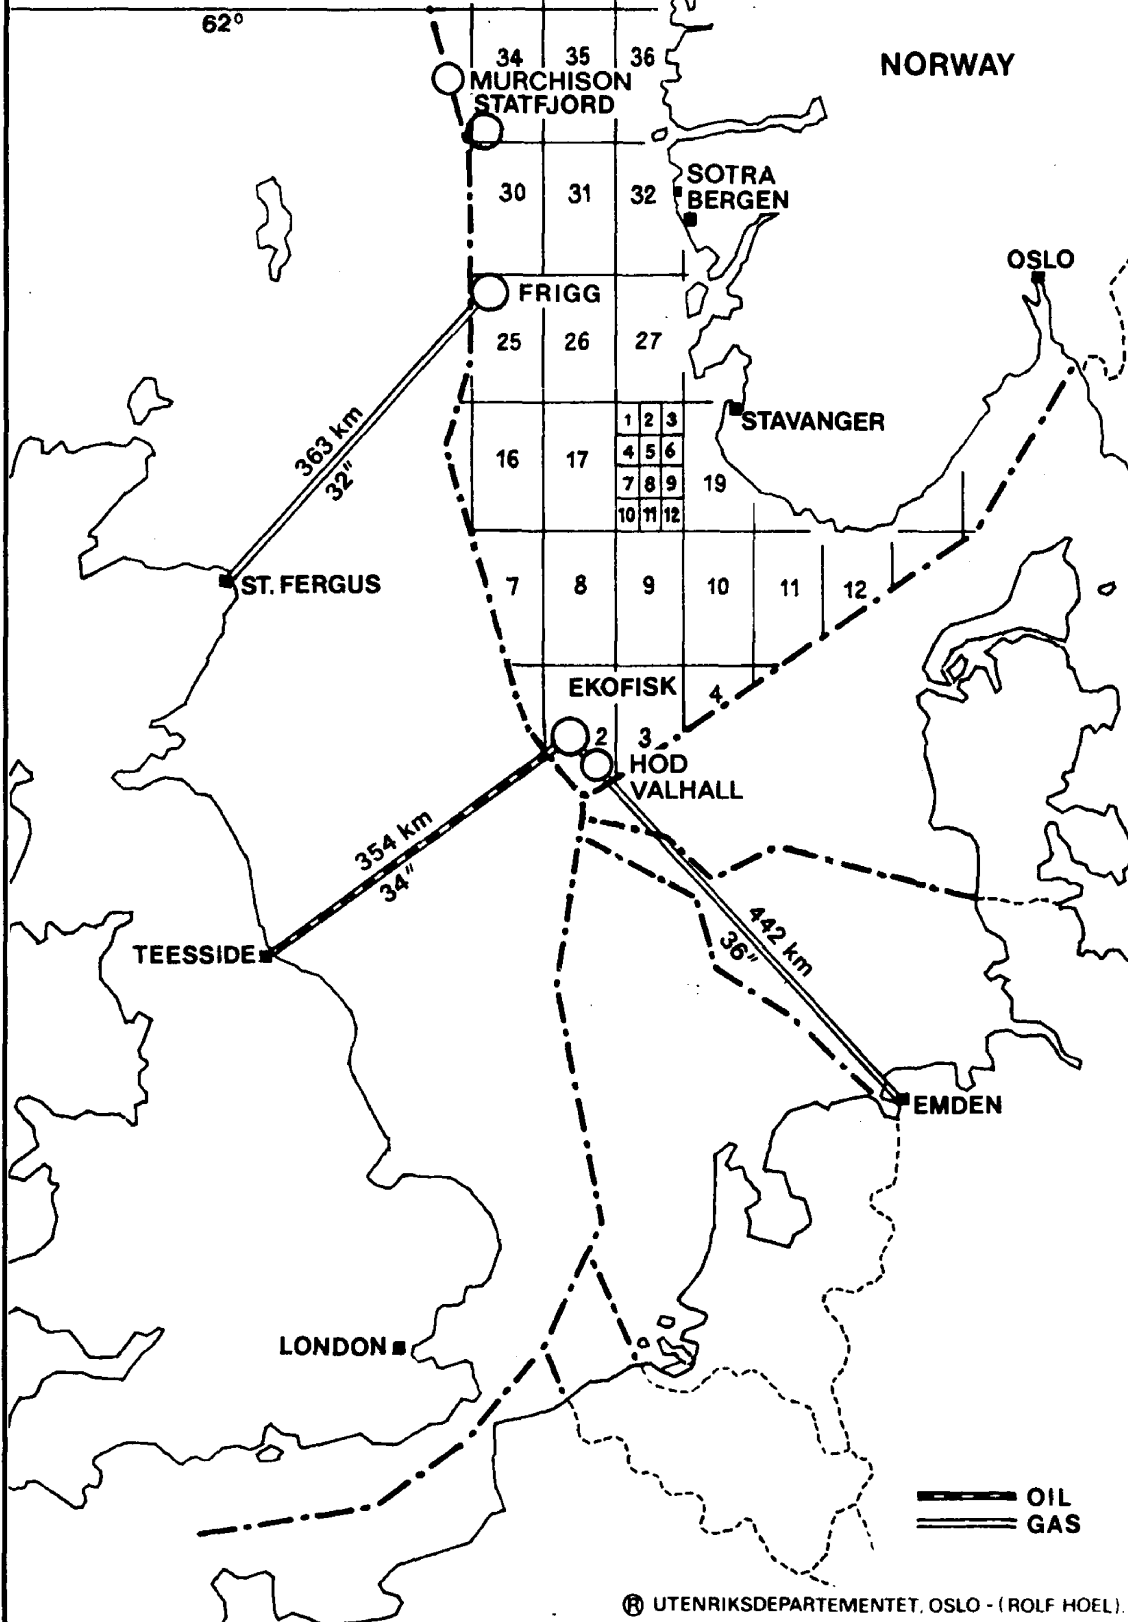 62°
34 35 36
NORWAY
MURCHISON
STATFJORD
30 31 32
SOTRA
BERGEN
OSLO
FRIGG
25 26 27
363 km
32"
1 2 3
4 5 6
7 8 9
10 11 12
STAVANGER
16 17
19
ST. FERGUS
7 8 9 10 11 12
EKOFISK
4
2 3
HOD
VALHALL
354 km
34"
442 km
36"
TEESSIDE
EMDEN
LONDON
OIL
GAS
Ⓡ UTENRIKSDEPARTEMENTET, OSLO - (ROLF HOEL).